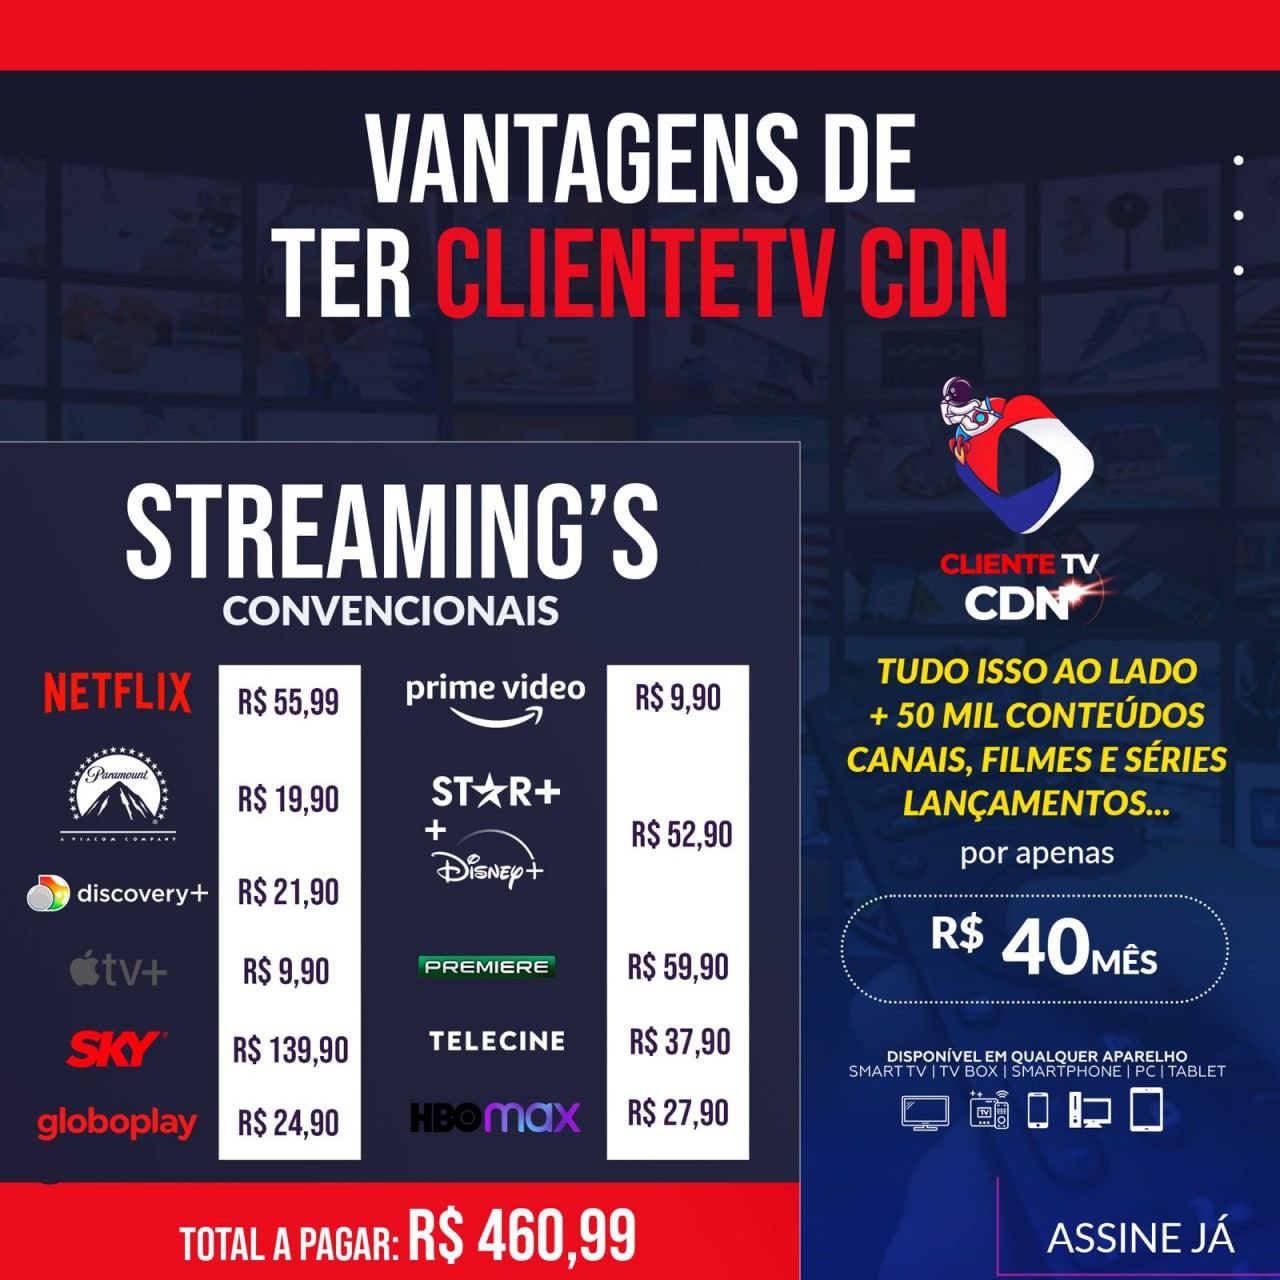 VANTAGENS DE
TER CLIENTETV CDN
STREAMING'S
CONVENCIONAIS
NETFLIX R$ 55,99
Paramount
A VIACOM COMPANY
R$ 19,90
discovery+ R$ 21,90
tv+ R$ 9,90
SKY R$ 139,90
globoplay R$ 24,90
prime video R$ 9,90
ST★R+
+
Disney+
R$ 52,90
PREMIERE R$ 59,90
TELECINE R$ 37,90
HBOmax R$ 27,90
TOTAL A PAGAR: R$ 460,99
CLIENTE TV
CDN
TUDO ISSO AO LADO
+ 50 MIL CONTEÚDOS
CANAIS, FILMES E SÉRIES
LANÇAMENTOS...
por apenas
R$ 40 MÊS
DISPONÍVEL EM QUALQUER APARELHO
SMART TV | TV BOX | SMARTPHONE | PC | TABLET
TV
ASSINE JÁ